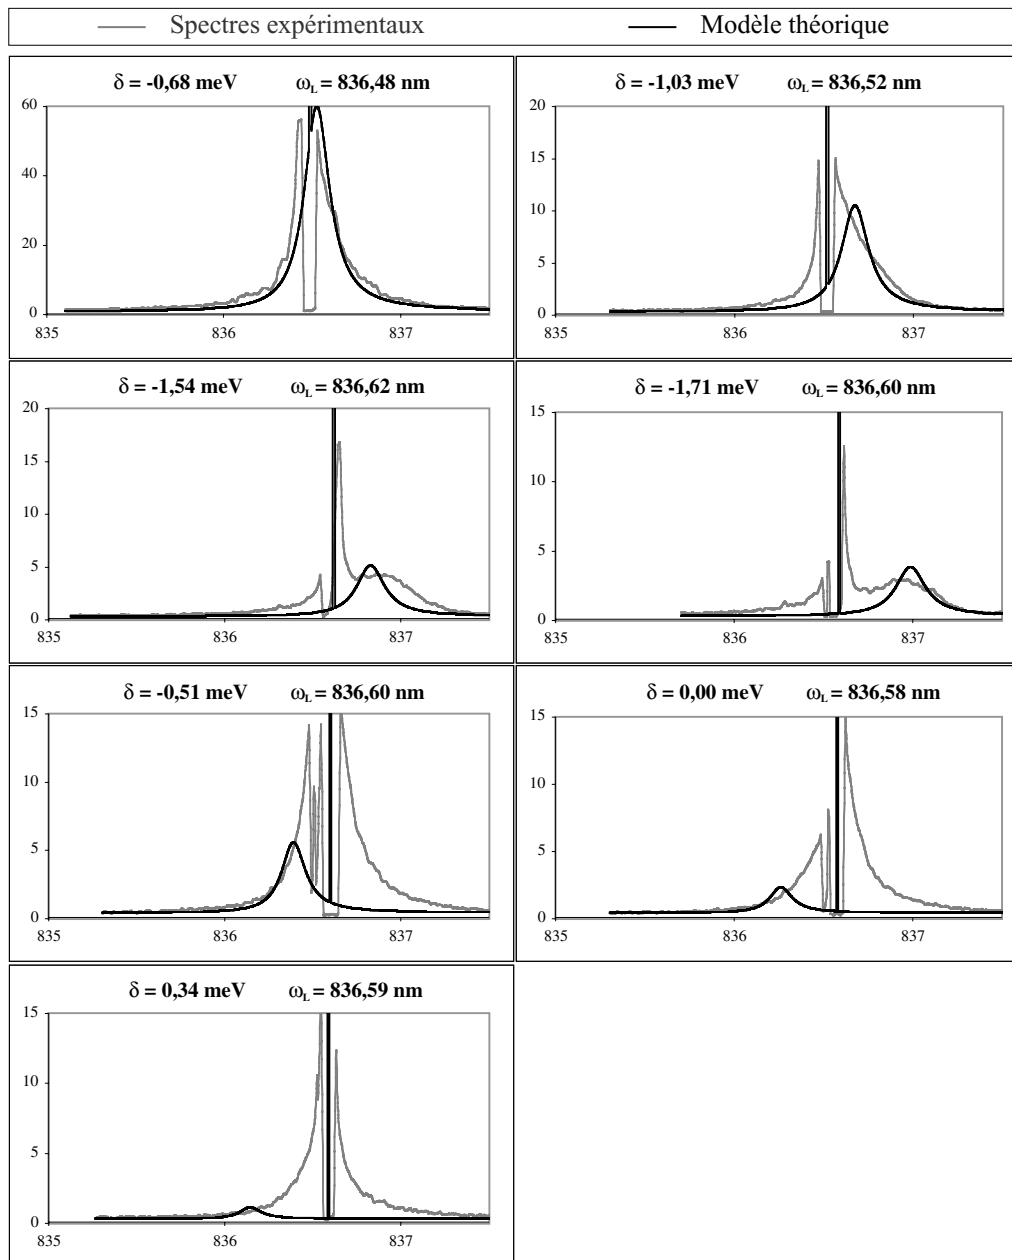 Spectres expérimentaux Modèle théorique
δ = -0,68 meV ω_L = 836,48 nm
60
40
20
0
835 836 837
δ = -1,03 meV ω_L = 836,52 nm
20
15
10
5
0
835 836 837
δ = -1,54 meV ω_L = 836,62 nm
20
15
10
5
0
835 836 837
δ = -1,71 meV ω_L = 836,60 nm
15
10
5
0
835 836 837
δ = -0,51 meV ω_L = 836,60 nm
15
10
5
0
835 836 837
δ = 0,00 meV ω_L = 836,58 nm
15
10
5
0
835 836 837
δ = 0,34 meV ω_L = 836,59 nm
15
10
5
0
835 836 837